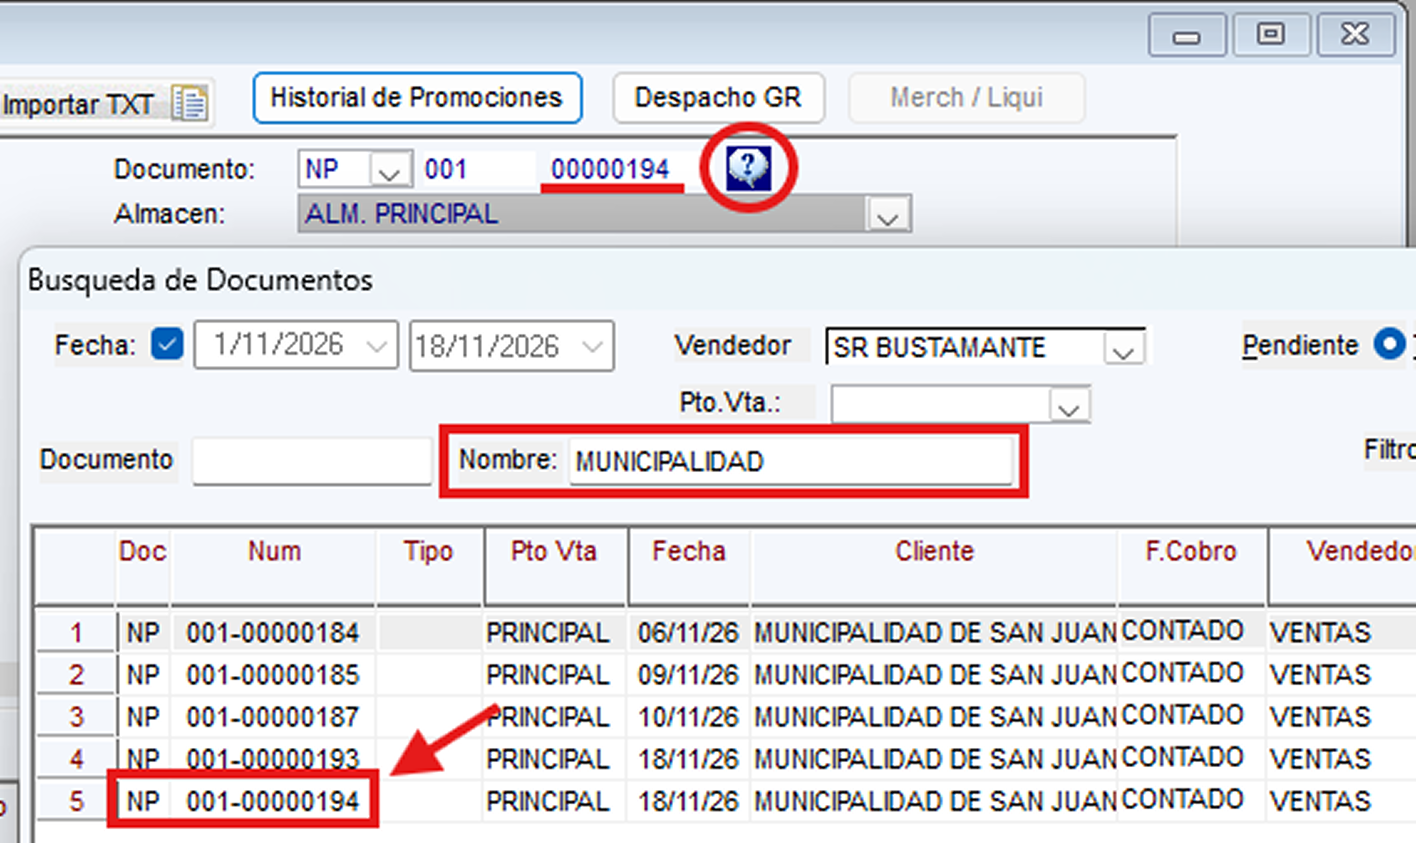 Importar TXT Historial de Promociones Despacho GR Merch / Liqui
Documento: NP 001 00000194
Almacen: ALM. PRINCIPAL
Busqueda de Documentos
Fecha: 1/11/2026 18/11/2026 Vendedor SR BUSTAMANTE Pendiente
Pto.Vta.:
Documento Nombre: MUNICIPALIDAD Filtro
Doc Num Tipo Pto Vta Fecha Cliente F.Cobro Vendedor
1 NP 001-00000184 PRINCIPAL 06/11/26 MUNICIPALIDAD DE SAN JUAN CONTADO VENTAS
2 NP 001-00000185 PRINCIPAL 09/11/26 MUNICIPALIDAD DE SAN JUAN CONTADO VENTAS
3 NP 001-00000187 PRINCIPAL 10/11/26 MUNICIPALIDAD DE SAN JUAN CONTADO VENTAS
4 NP 001-00000193 PRINCIPAL 18/11/26 MUNICIPALIDAD DE SAN JUAN CONTADO VENTAS
5 NP 001-00000194 PRINCIPAL 18/11/26 MUNICIPALIDAD DE SAN JUAN CONTADO VENTAS